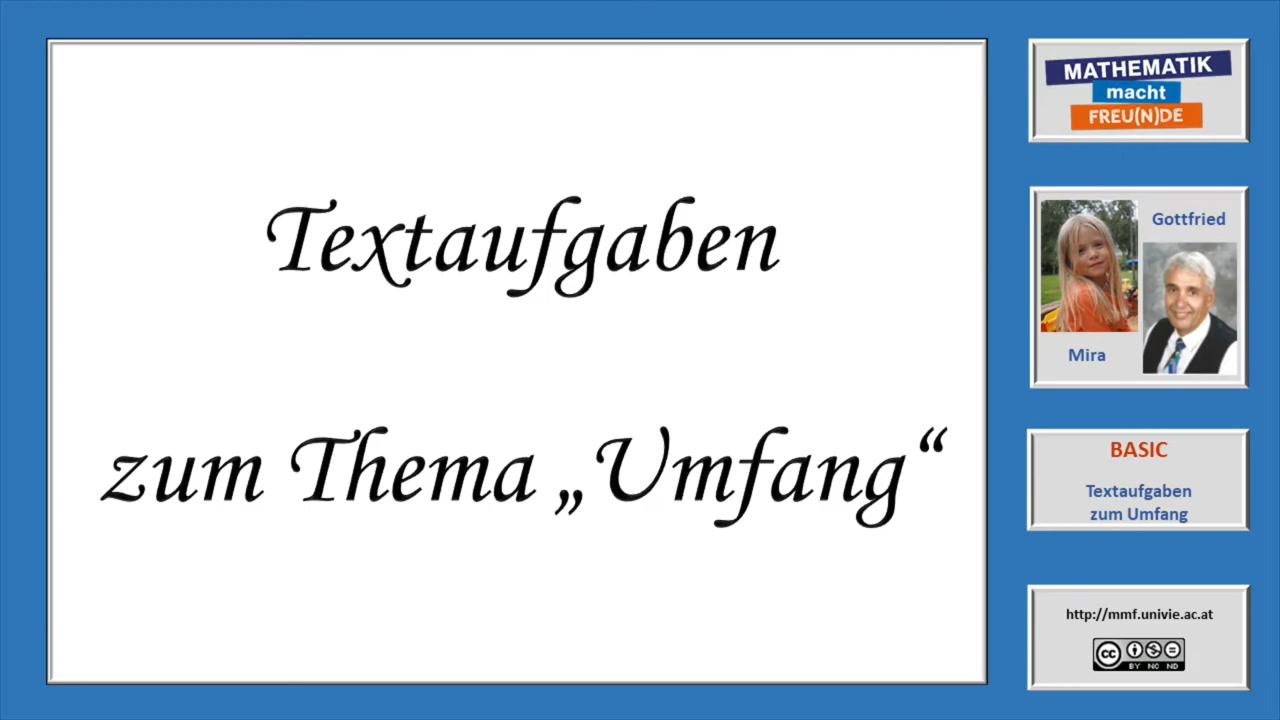 Textaufgaben
zum Thema „Umfang“
MATHEMATIK
macht
FREU(N)DE
Gottfried
Mira
BASIC
Textaufgaben
zum Umfang
http://mmf.univie.ac.at
cc
BY NC ND